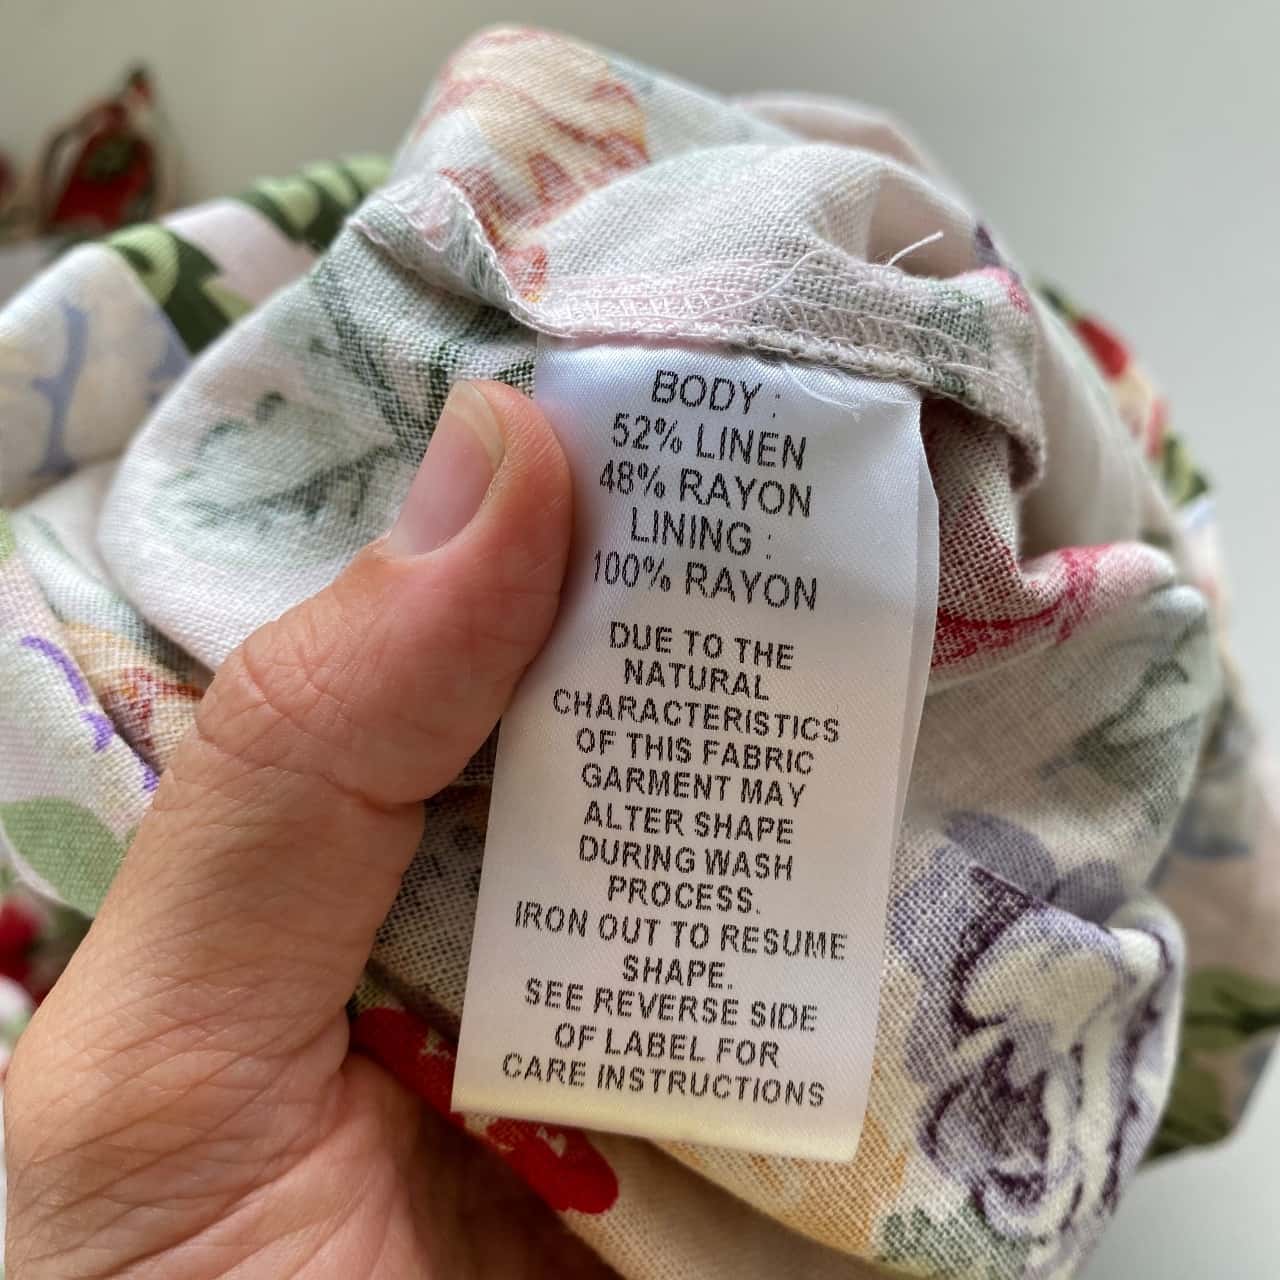 BODY :
52% LINEN
48% RAYON
LINING :
100% RAYON
DUE TO THE
NATURAL
CHARACTERISTICS
OF THIS FABRIC
GARMENT MAY
ALTER SHAPE
DURING WASH
PROCESS.
IRON OUT TO RESUME
SHAPE.
SEE REVERSE SIDE
OF LABEL FOR
CARE INSTRUCTIONS